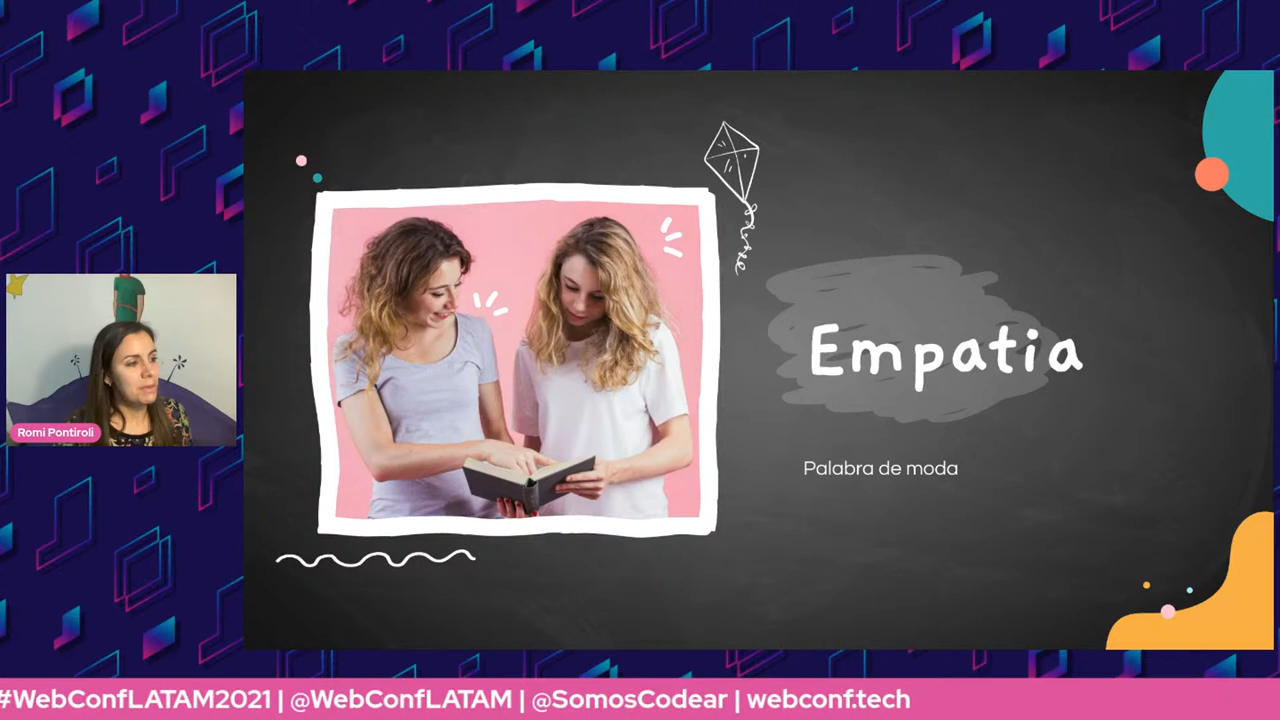 Empatia
Palabra de moda
Romi Pontiroli
#WebConfLATAM2021 | @WebConfLATAM | @SomosCodear | webconf.tech